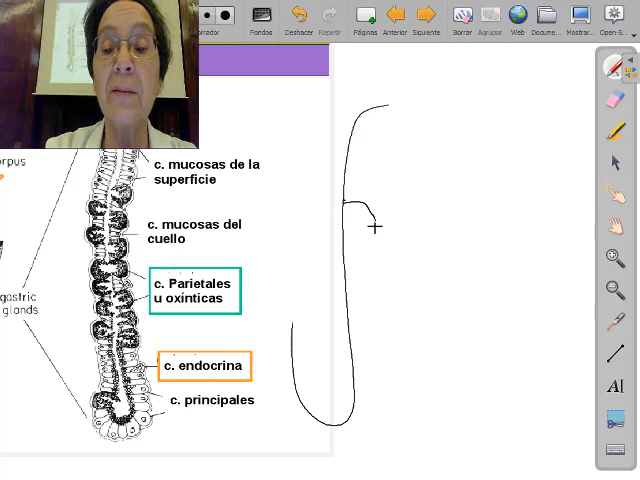 orrador
Fondos
Deshacer
Repetir
Páginas
Anterior
Siguiente
Borrar
Agrupar
Web
Docume...
Mostrar...
Open-S...
orpus
c. mucosas de la
superficie
c. mucosas del
cuello
c. Parietales
u oxínticas
gastric
glands
c. endocrina
c. principales
A